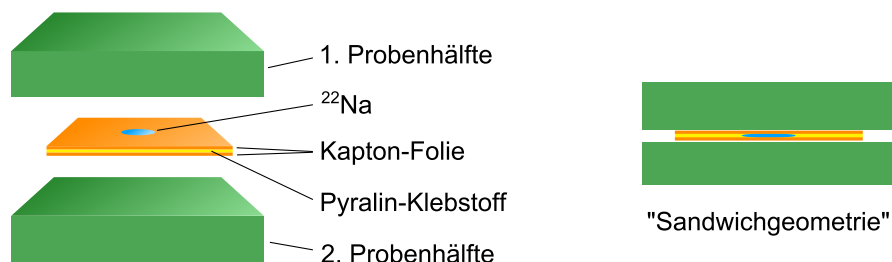 1. Probenhälfte
²²Na
Kapton-Folie
Pyralin-Klebstoff
2. Probenhälfte
"Sandwichgeometrie"